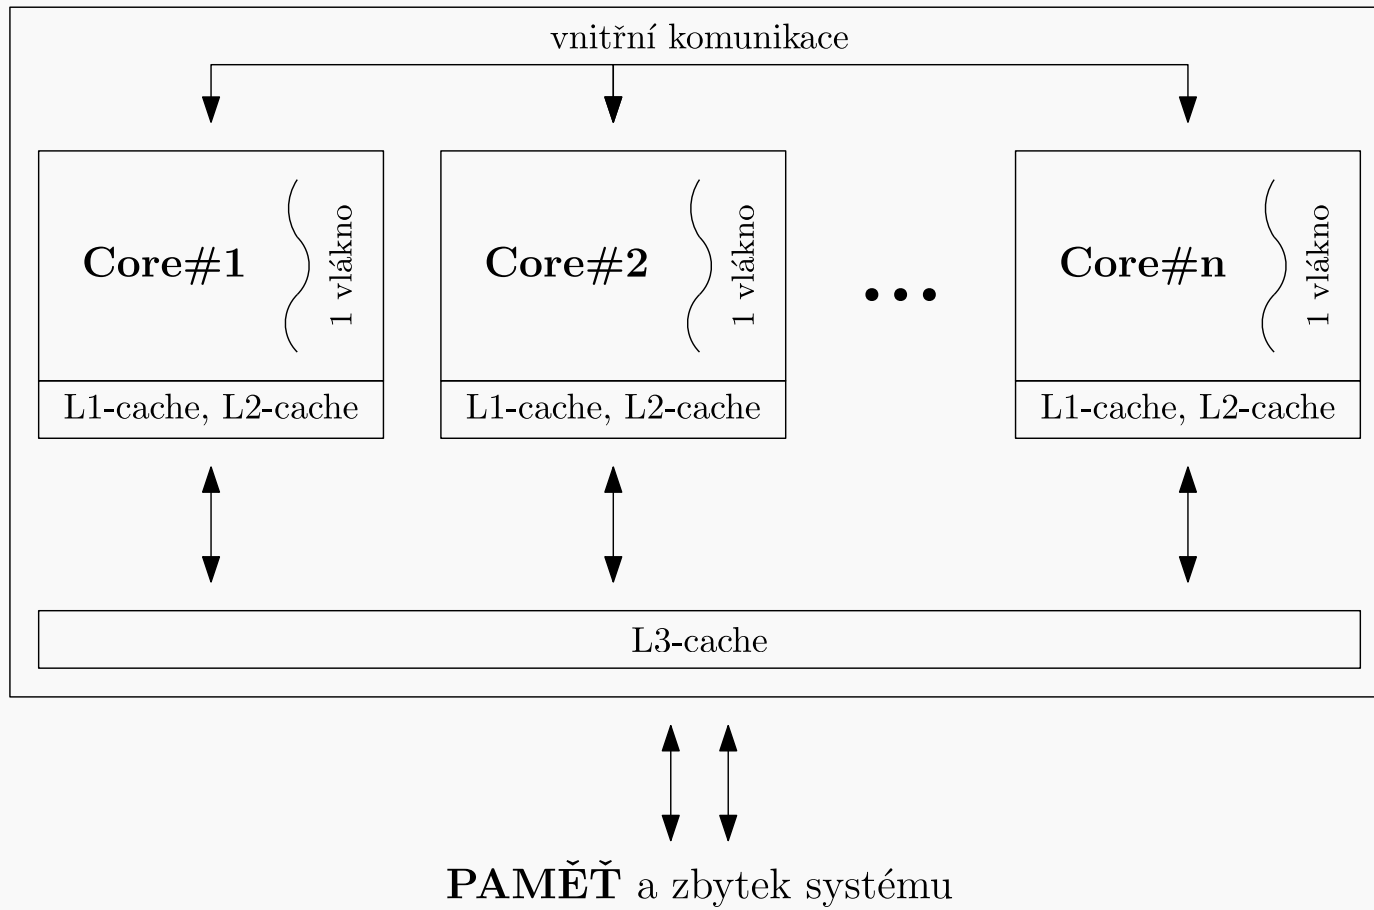 vnitřní komunikace
Core#1
1 vlákno
L1-cache, L2-cache
Core#2
1 vlákno
L1-cache, L2-cache
Core#n
1 vlákno
L1-cache, L2-cache
L3-cache
PAMĚŤ a zbytek systému